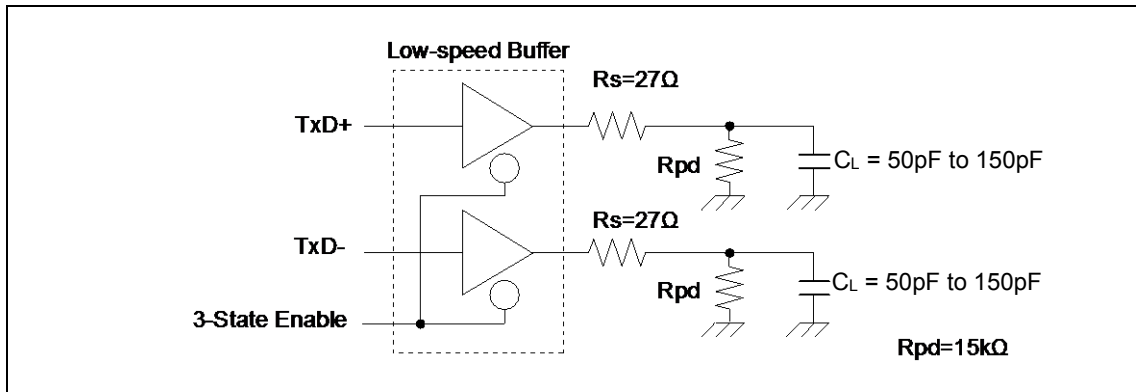 Low-speed Buffer
Rs=27Ω
TxD+
Rpd
CL = 50pF to 150pF
Rs=27Ω
TxD-
Rpd
CL = 50pF to 150pF
3-State Enable
Rpd=15kΩ